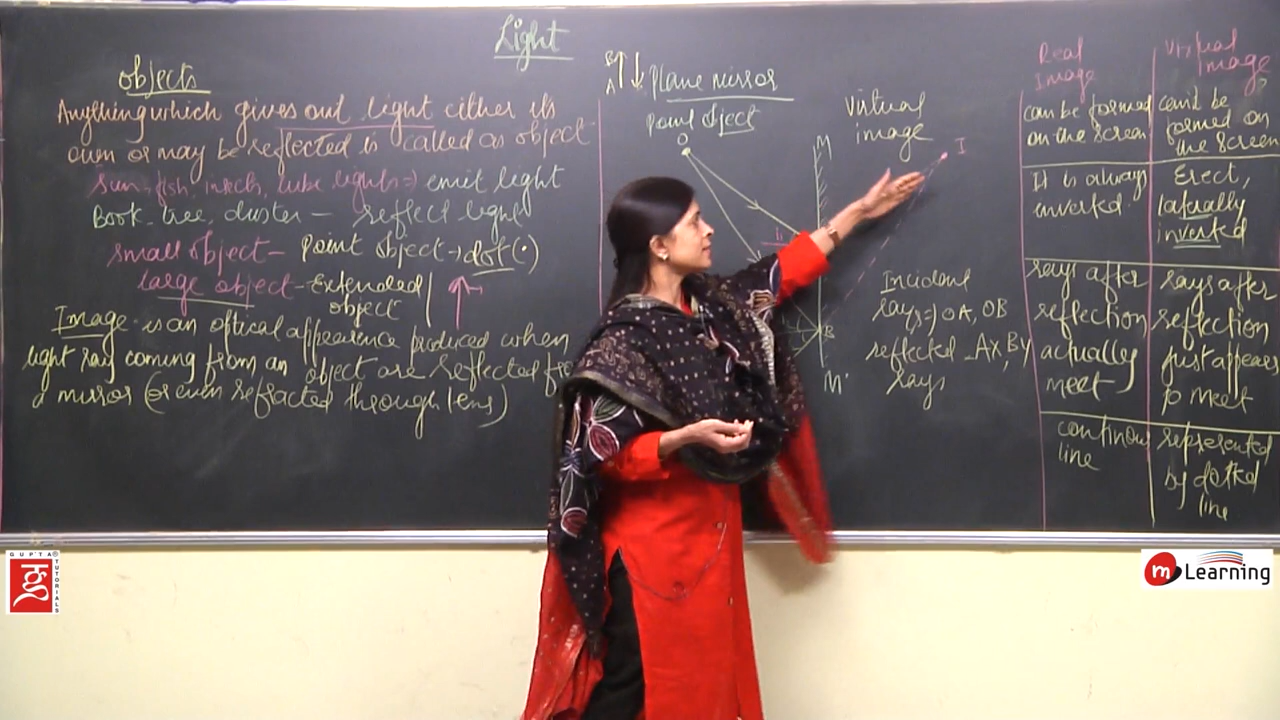 Light
objects
Anything which gives out light either its
own or may be reflected is called as object
sun, fish, insects, tube lights =) emit light
Book, tree, duster - reflect light
small object - point object → dot (.)
large object - Extended
object
Image is an optical appearence produced when
light ray coming from an object are reflected
a mirror (or even refracted through lens)
B
A
Plane mirror
point object
O
M
i₁
B
M'
virtual
image
I
Incident
rays =) OA, OB
reflected - AX, BY
rays
Real
Image
can be formed
on the screen
It is always
inverted
rays after
reflection
actually
meet
continous
line
Virtual
Image
can't be
formed on
the screen
Erect,
laterally
inverted
rays after
reflection
just appears
to meet
represented
by dotted
line
GUPTA®
TUTORIALS
m Learning